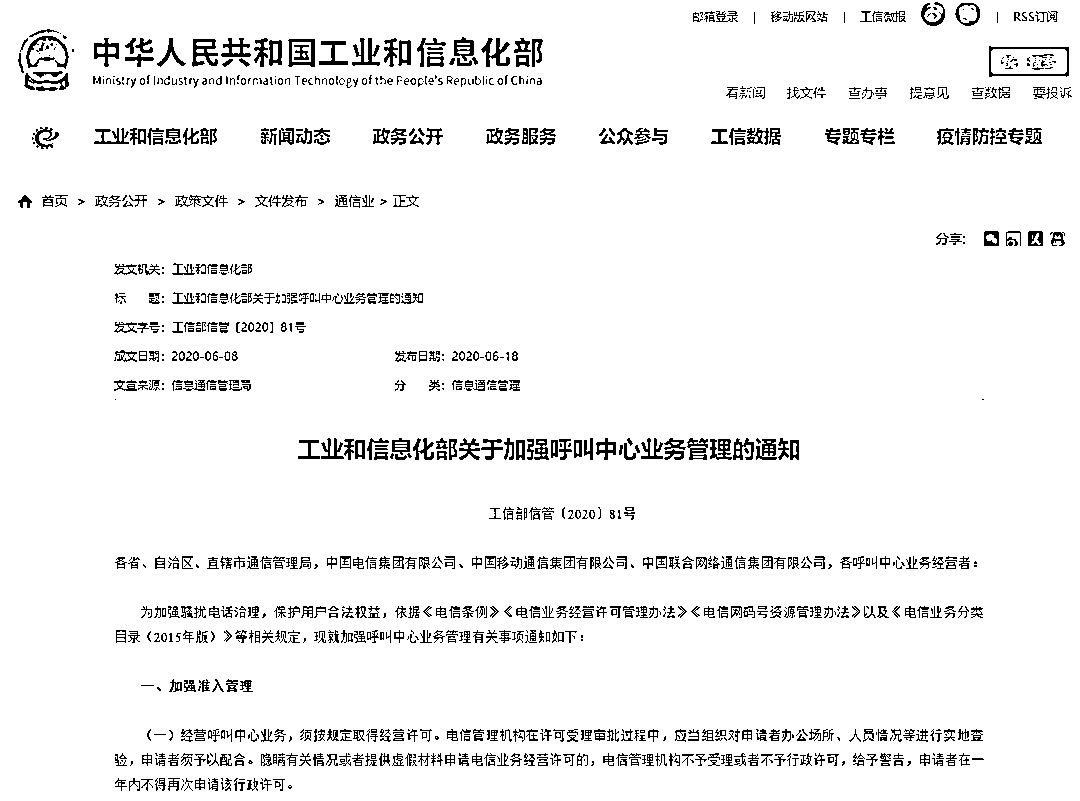 邮箱登录 | 移动版网站 | 工信微报 | RSS订阅
中华人民共和国工业和信息化部
Ministry of Industry and Information Technology of the People's Republic of China
看新闻 找文件 查办事 提意见 查数据 要投诉
工业和信息化部 新闻动态 政务公开 政务服务 公众参与 工信数据 专题专栏 疫情防控专题
首页 > 政务公开 > 政策文件 > 文件发布 > 通信业 > 正文
分享:
发文机关: 工业和信息化部
标 题: 工业和信息化部关于加强呼叫中心业务管理的通知
发文字号: 工信部信管〔2020〕81号
成文日期: 2020-06-08 发布日期: 2020-06-18
文章来源: 信息通信管理局 分 类: 信息通信管理
工业和信息化部关于加强呼叫中心业务管理的通知
工信部信管〔2020〕81号
各省、自治区、直辖市通信管理局，中国电信集团有限公司、中国移动通信集团有限公司、中国联合网络通信集团有限公司，各呼叫中心业务经营者：
为加强骚扰电话治理，保护用户合法权益，依据《电信条例》《电信业务经营许可管理办法》《电信网码号资源管理办法》以及《电信业务分类
目录（2015年版）》等相关规定，现就加强呼叫中心业务管理有关事项通知如下：
一、加强准入管理
（一）经营呼叫中心业务，须按规定取得经营许可。电信管理机构在许可受理审批过程中，应当组织对申请者办公场所、人员情况等进行实地查
验，申请者须予以配合。隐瞒有关情况或者提供虚假材料申请电信业务经营许可的，电信管理机构不予受理或者不予行政许可，给予警告，申请者在一
年内不得再次申请该行政许可。